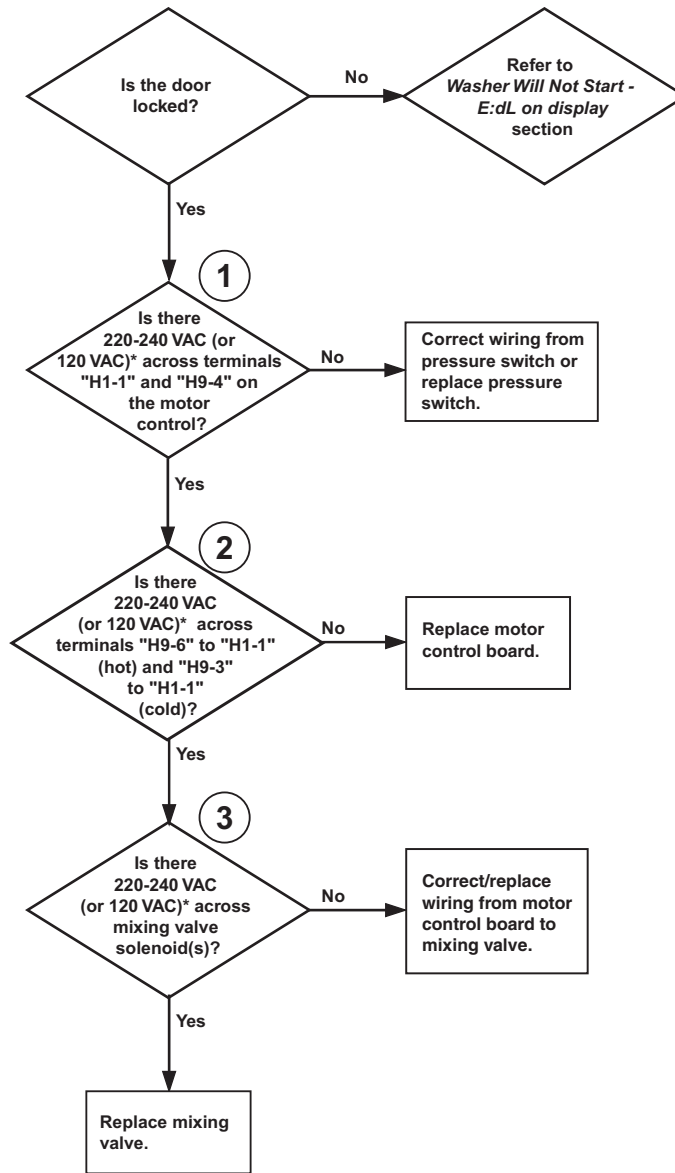 Is the door
locked?
No
Refer to
Washer Will Not Start -
E:dL on display
section
Yes
1
Is there
220-240 VAC (or
120 VAC)* across terminals
"H1-1" and "H9-4" on
the motor
control?
No
Correct wiring from
pressure switch or
replace pressure
switch.
Yes
2
Is there
220-240 VAC
(or 120 VAC)* across
terminals "H9-6" to "H1-1"
(hot) and "H9-3"
to "H1-1"
(cold)?
No
Replace motor
control board.
Yes
3
Is there
220-240 VAC
(or 120 VAC)* across
mixing valve
solenoid(s)?
No
Correct/replace
wiring from motor
control board to
mixing valve.
Yes
Replace mixing
valve.